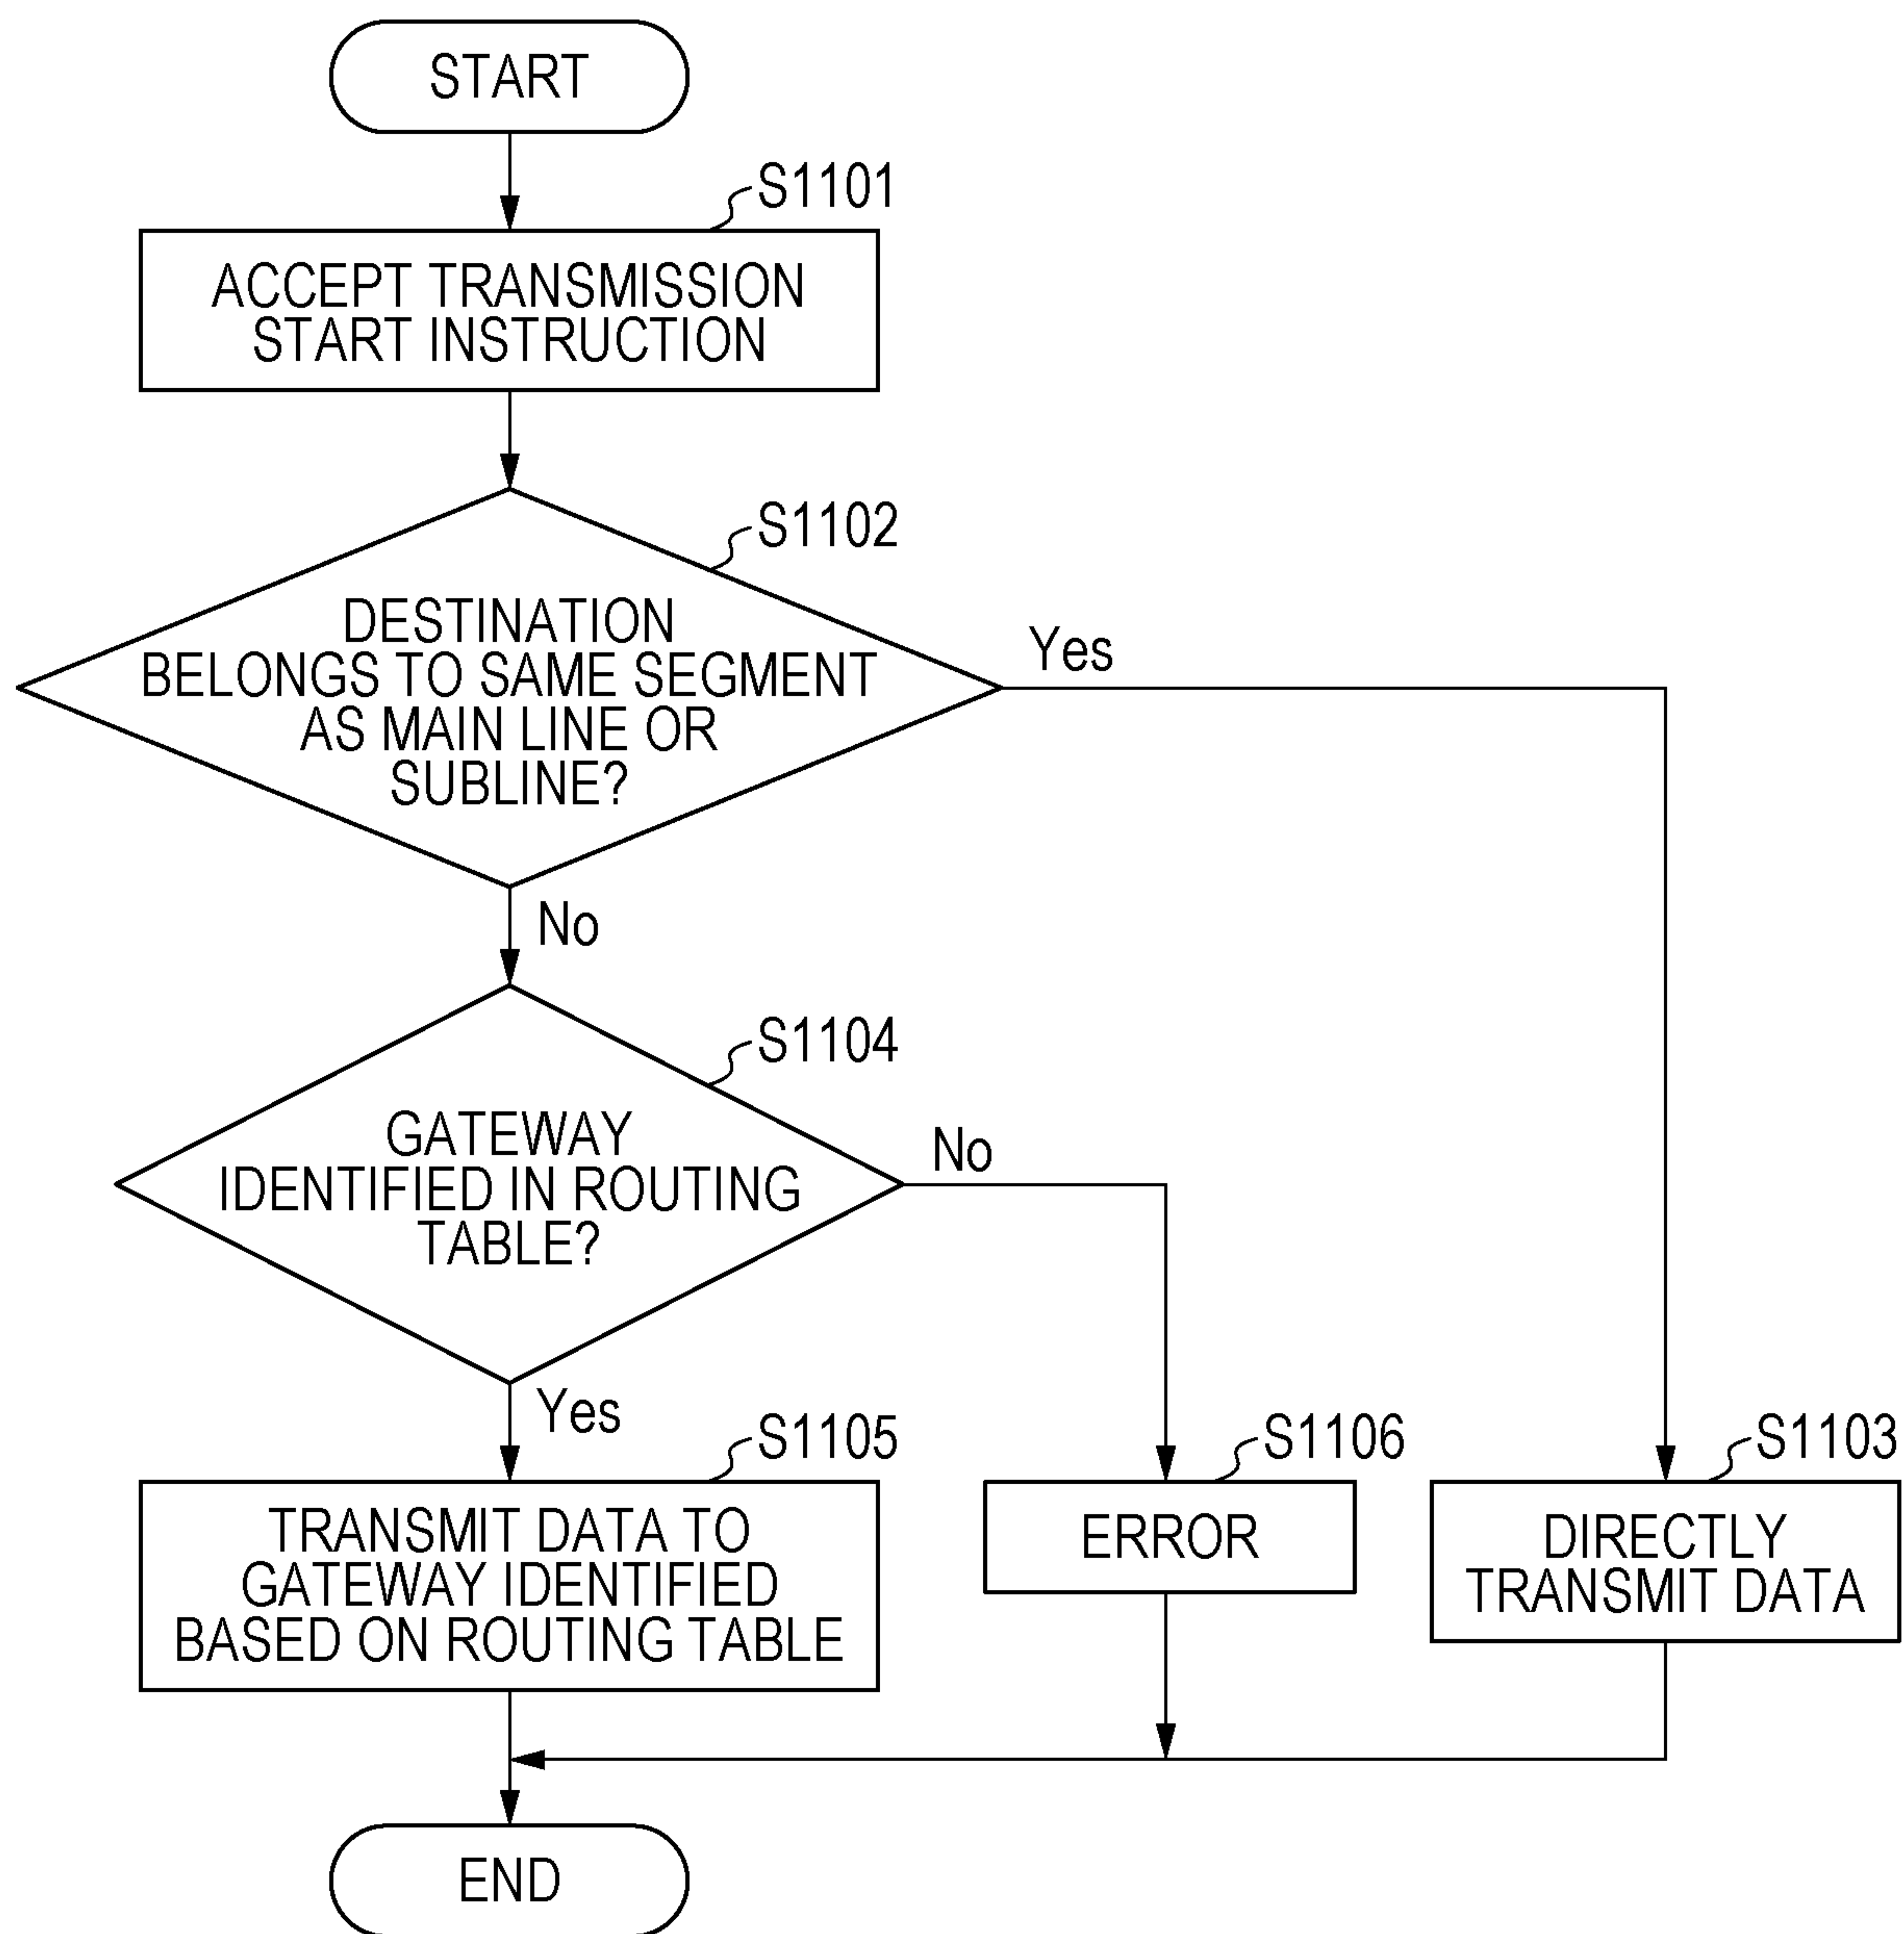 START
S1101
ACCEPT TRANSMISSION
START INSTRUCTION
S1102
DESTINATION
BELONGS TO SAME SEGMENT
AS MAIN LINE OR
SUBLINE?
Yes
No
S1104
GATEWAY
IDENTIFIED IN ROUTING
TABLE?
No
Yes
S1105
TRANSMIT DATA TO
GATEWAY IDENTIFIED
BASED ON ROUTING TABLE
S1106
ERROR
S1103
DIRECTLY
TRANSMIT DATA
END